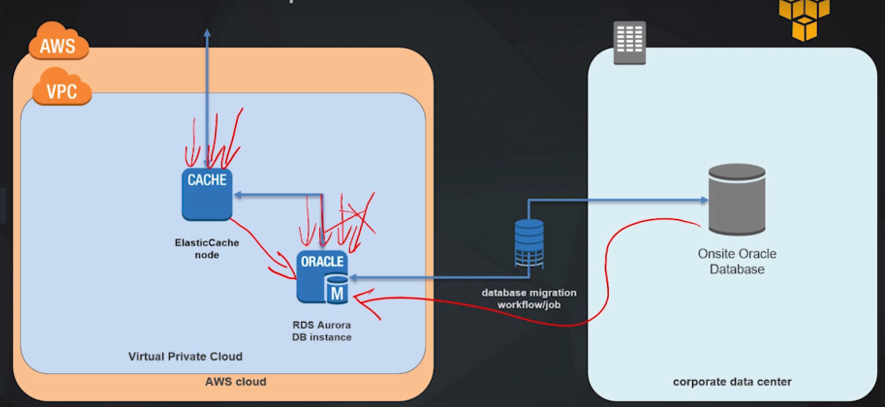 AWS
VPC
CACHE
ElasticCache
node
ORACLE
M
RDS Aurora
DB instance
Virtual Private Cloud
AWS cloud
database migration
workflow/job
Onsite Oracle
Database
corporate data center